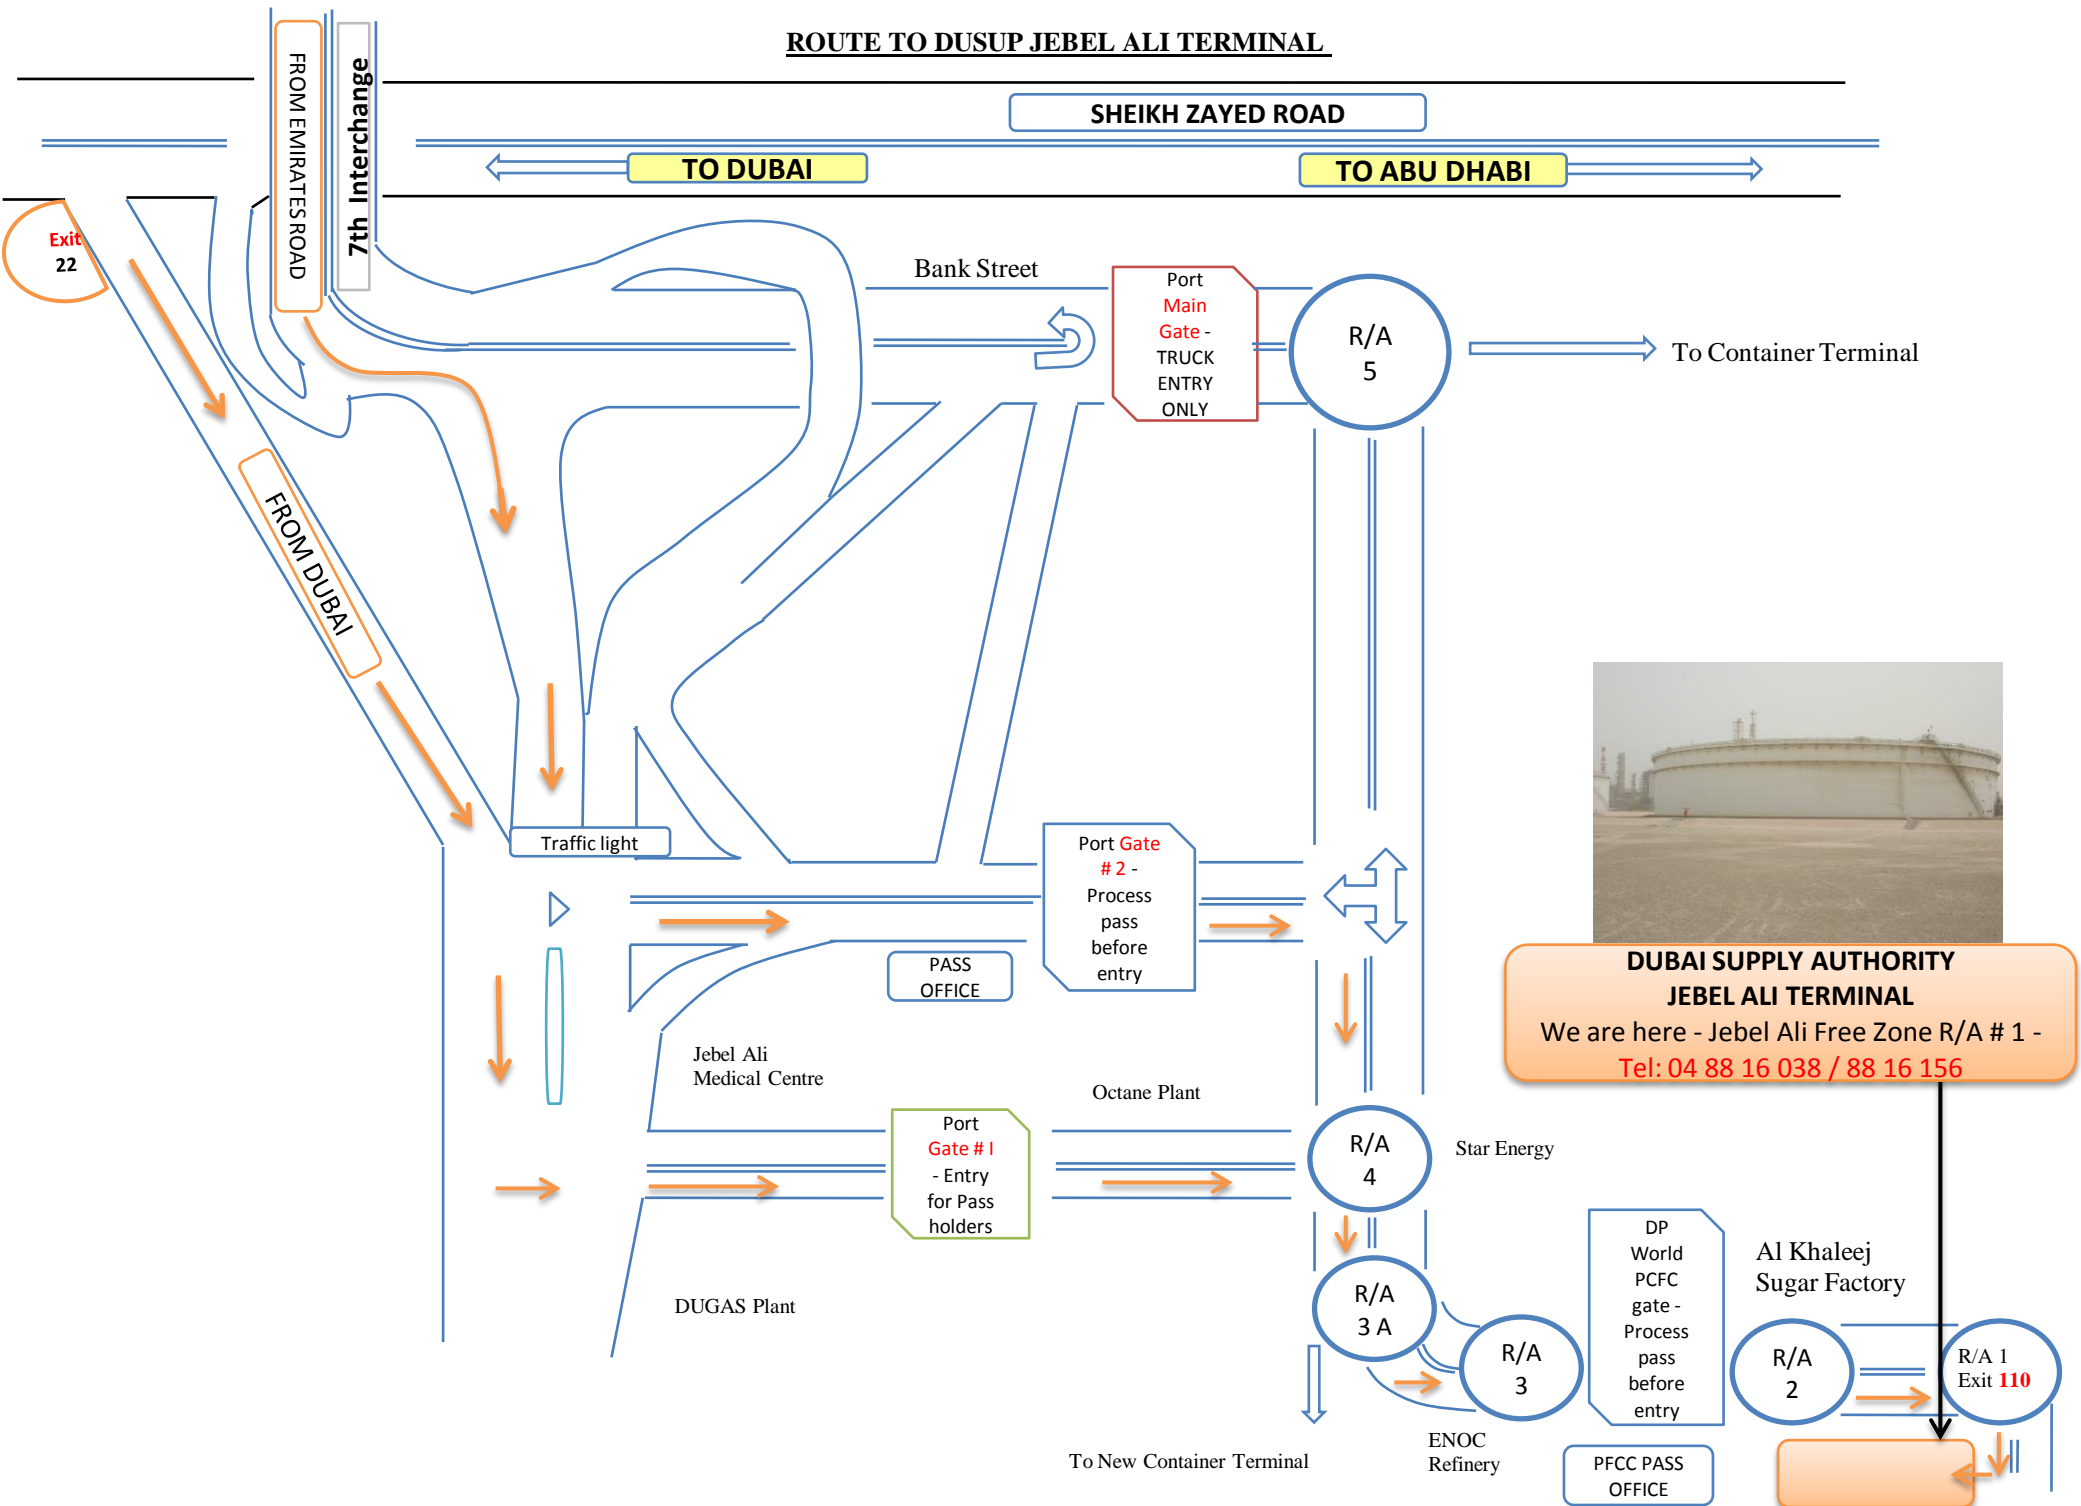 ROUTE TO DUSUP JEBEL ALI TERMINAL
FROM EMIRATES ROAD
7th Interchange
SHEIKH ZAYED ROAD
TO DUBAI
TO ABU DHABI
Exit
22
Bank Street
Port
Main
Gate -
TRUCK
ENTRY
ONLY
R/A
5
To Container Terminal
FROM DUBAI
Traffic light
Port Gate
# 2 -
Process
pass
before
entry
PASS
OFFICE
DUBAI SUPPLY AUTHORITY
JEBEL ALI TERMINAL
We are here - Jebel Ali Free Zone R/A # 1 -
Tel: 04 88 16 038 / 88 16 156
Jebel Ali
Medical Centre
Octane Plant
Port
Gate # I
- Entry
for Pass
holders
R/A
4
Star Energy
DUGAS Plant
R/A
3 A
R/A
3
DP
World
PCFC
gate -
Process
pass
before
entry
Al Khaleej
Sugar Factory
R/A
2
R/A 1
Exit 110
To New Container Terminal
ENOC
Refinery
PFCC PASS
OFFICE